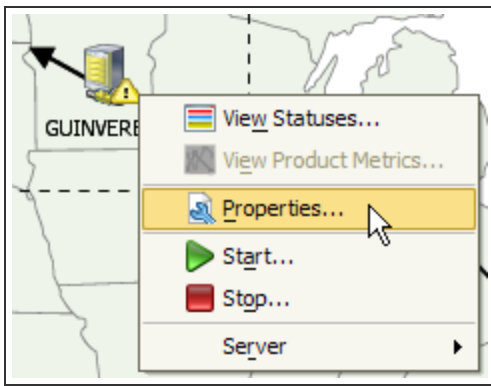 GUINVERE
View Statuses...
View Product Metrics...
Properties...
Start...
Stop...
Server